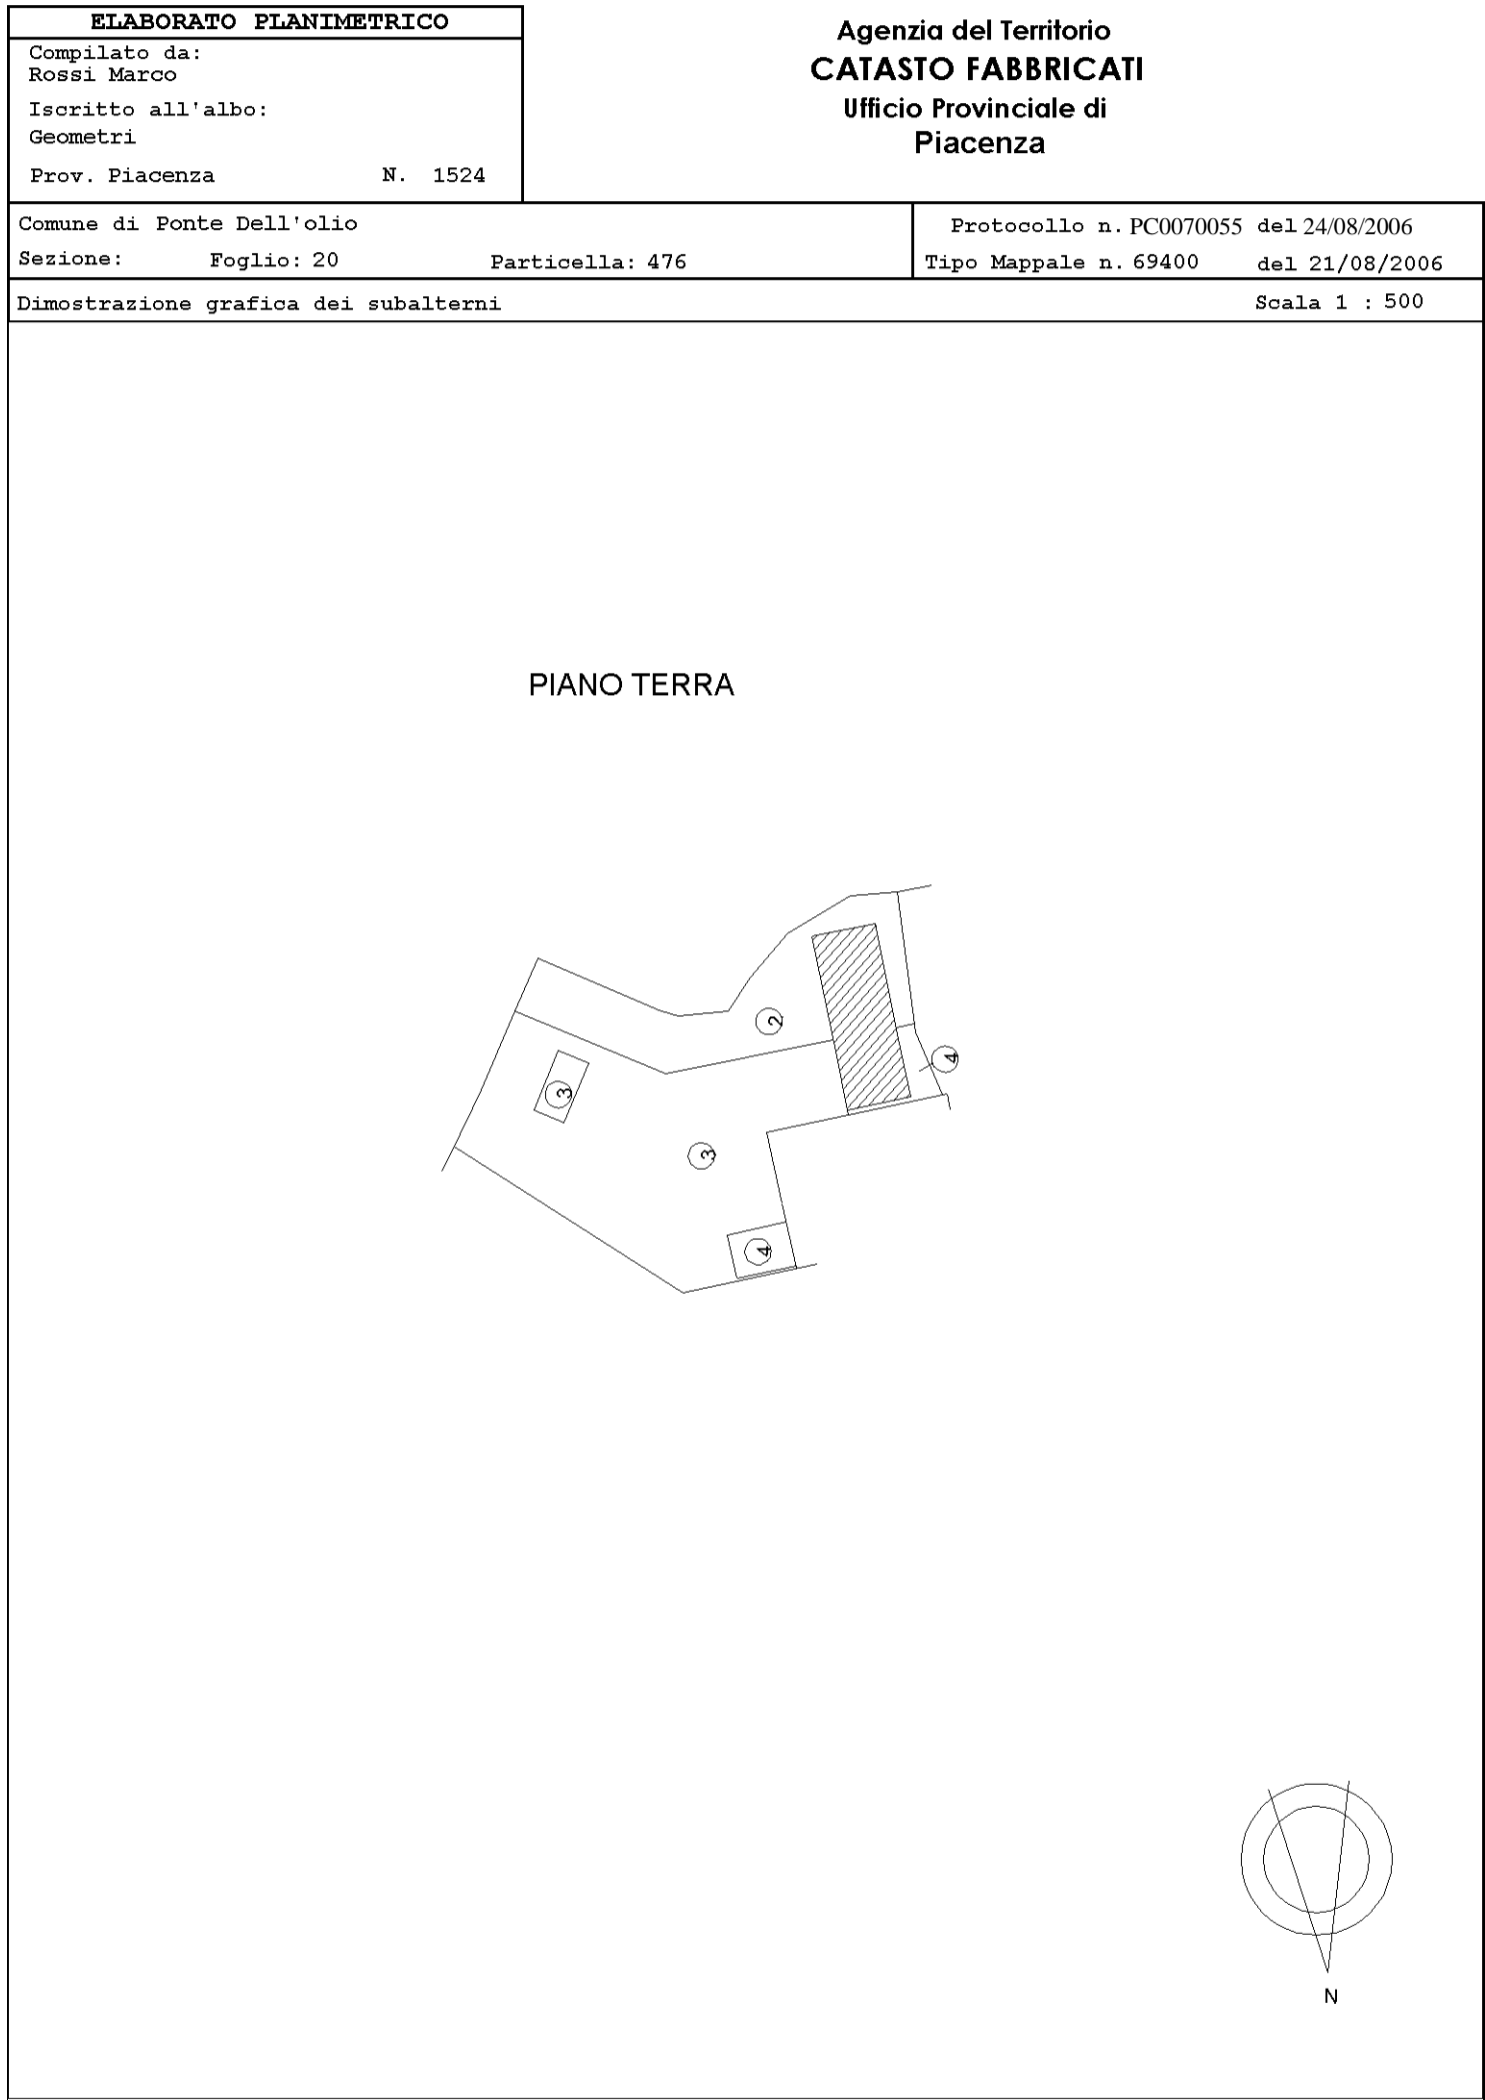 ELABORATO PLANIMETRICO
Compilato da:
Rossi Marco
Iscritto all'albo:
Geometri
Prov. Piacenza N. 1524
Agenzia del Territorio
CATASTO FABBRICATI
Ufficio Provinciale di
Piacenza
Comune di Ponte Dell'olio
Sezione: Foglio: 20 Particella: 476
Protocollo n. PC0070055 del 24/08/2006
Tipo Mappale n. 69400 del 21/08/2006
Dimostrazione grafica dei subalterni Scala 1 : 500
PIANO TERRA
2
4
3
3
4
N